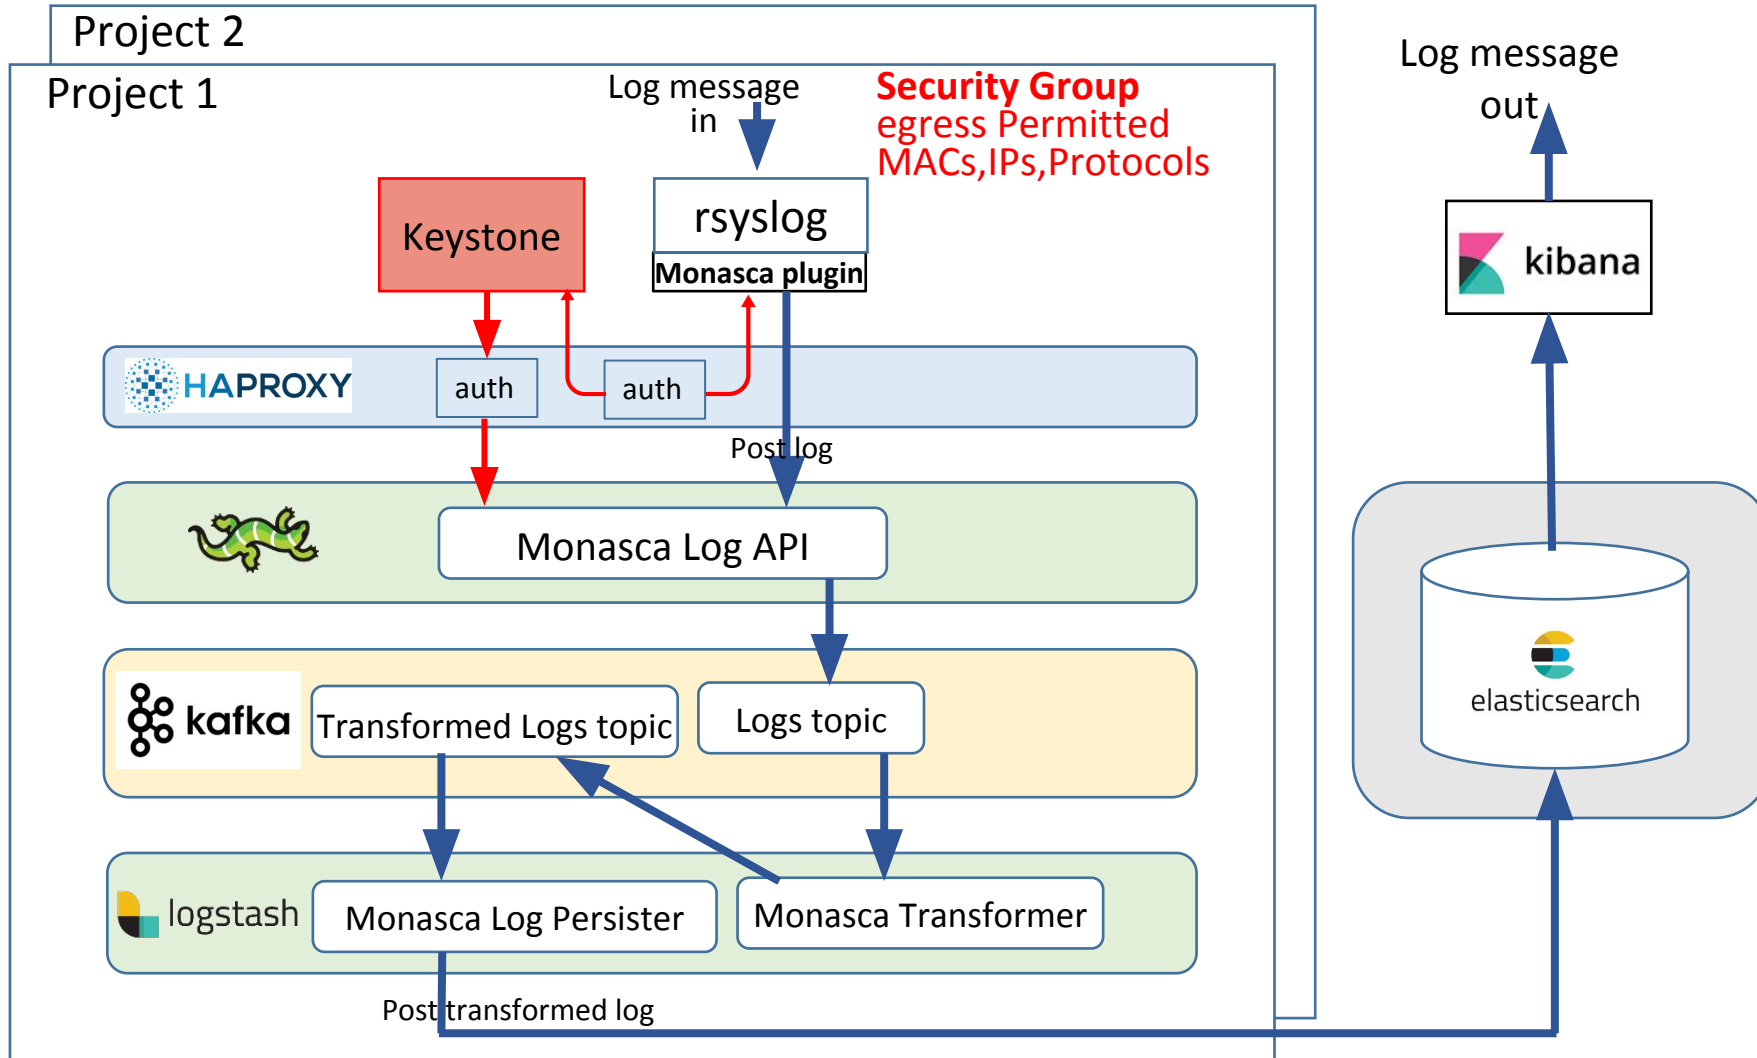 Project 2
Project 1
Log message
in
Security Group
egress Permitted
MACs,IPs,Protocols
Log message
out
Keystone
rsyslog
Monasca plugin
kibana
HAPROXY
auth
auth
Post log
Monasca Log API
kafka
Transformed Logs topic
Logs topic
elasticsearch
logstash
Monasca Log Persister
Monasca Transformer
Post transformed log